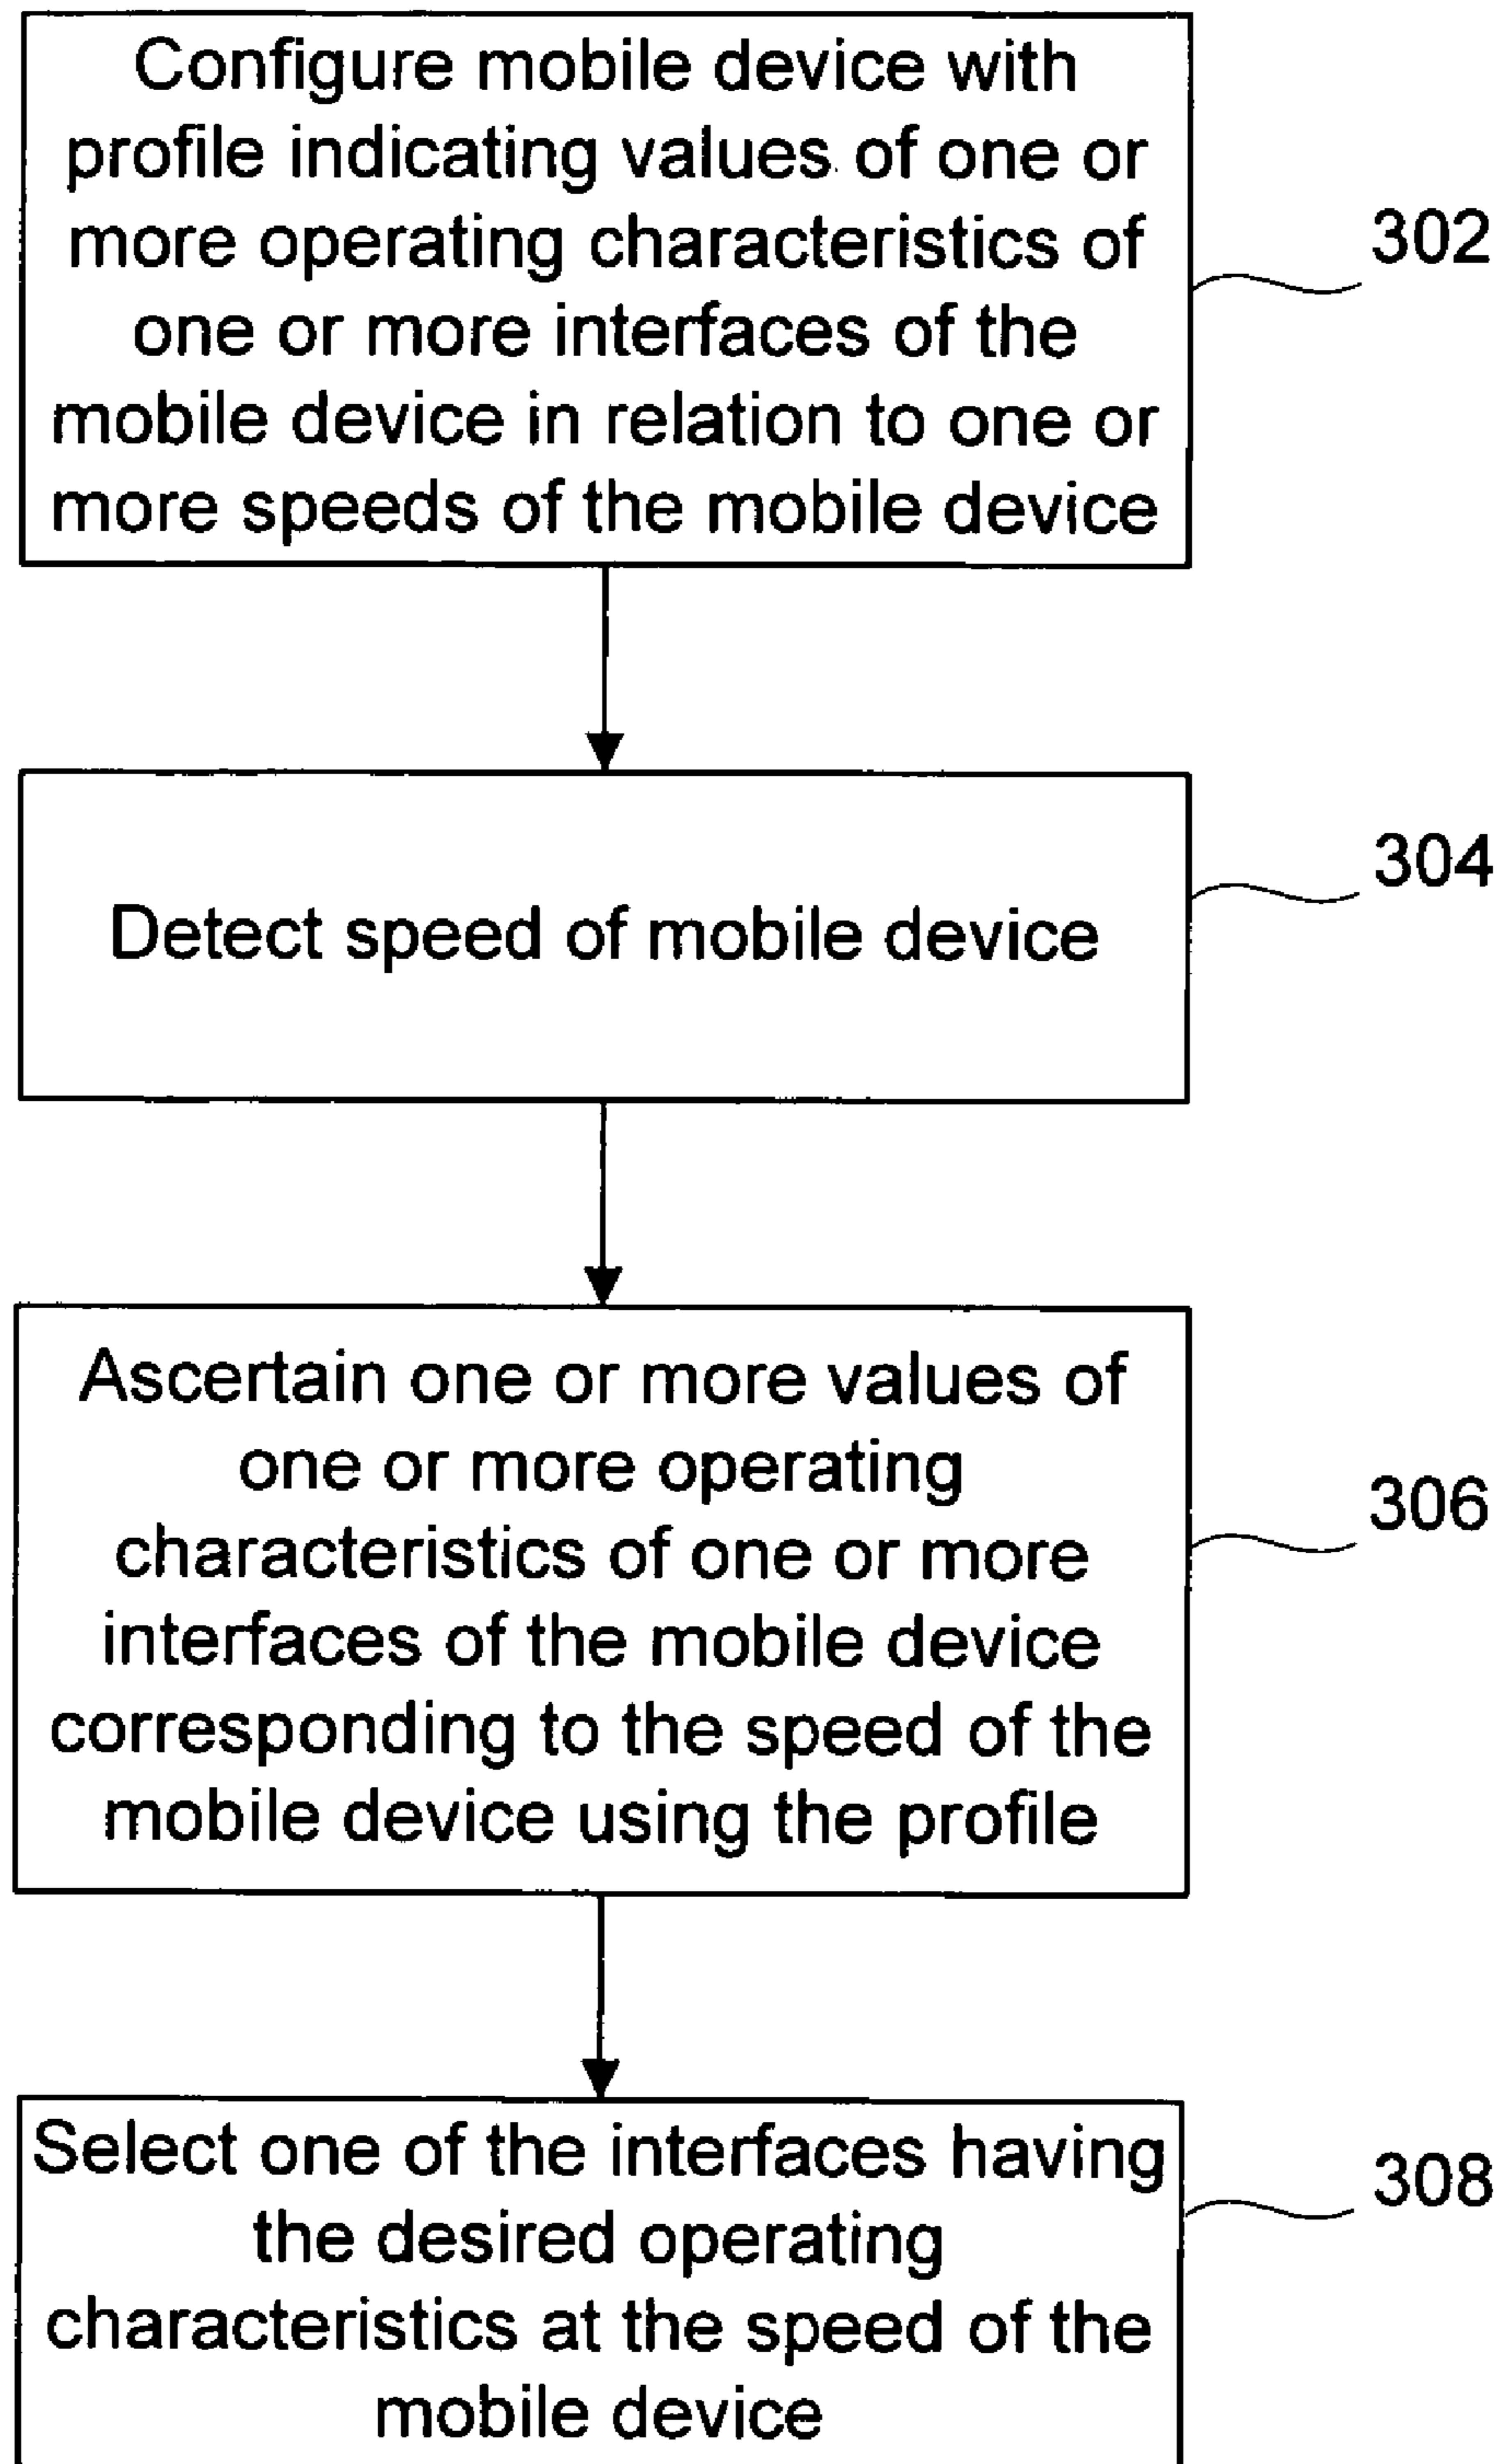 Configure mobile device with
profile indicating values of one or
more operating characteristics of
one or more interfaces of the
mobile device in relation to one or
more speeds of the mobile device
302
Detect speed of mobile device
304
Ascertain one or more values of
one or more operating
characteristics of one or more
interfaces of the mobile device
corresponding to the speed of the
mobile device using the profile
306
Select one of the interfaces having
the desired operating
characteristics at the speed of the
mobile device
308